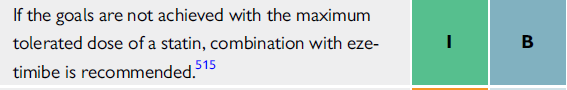 If the goals are not achieved with the maximum
tolerated dose of a statin, combination with eze-
timibe is recommended.515
I
B